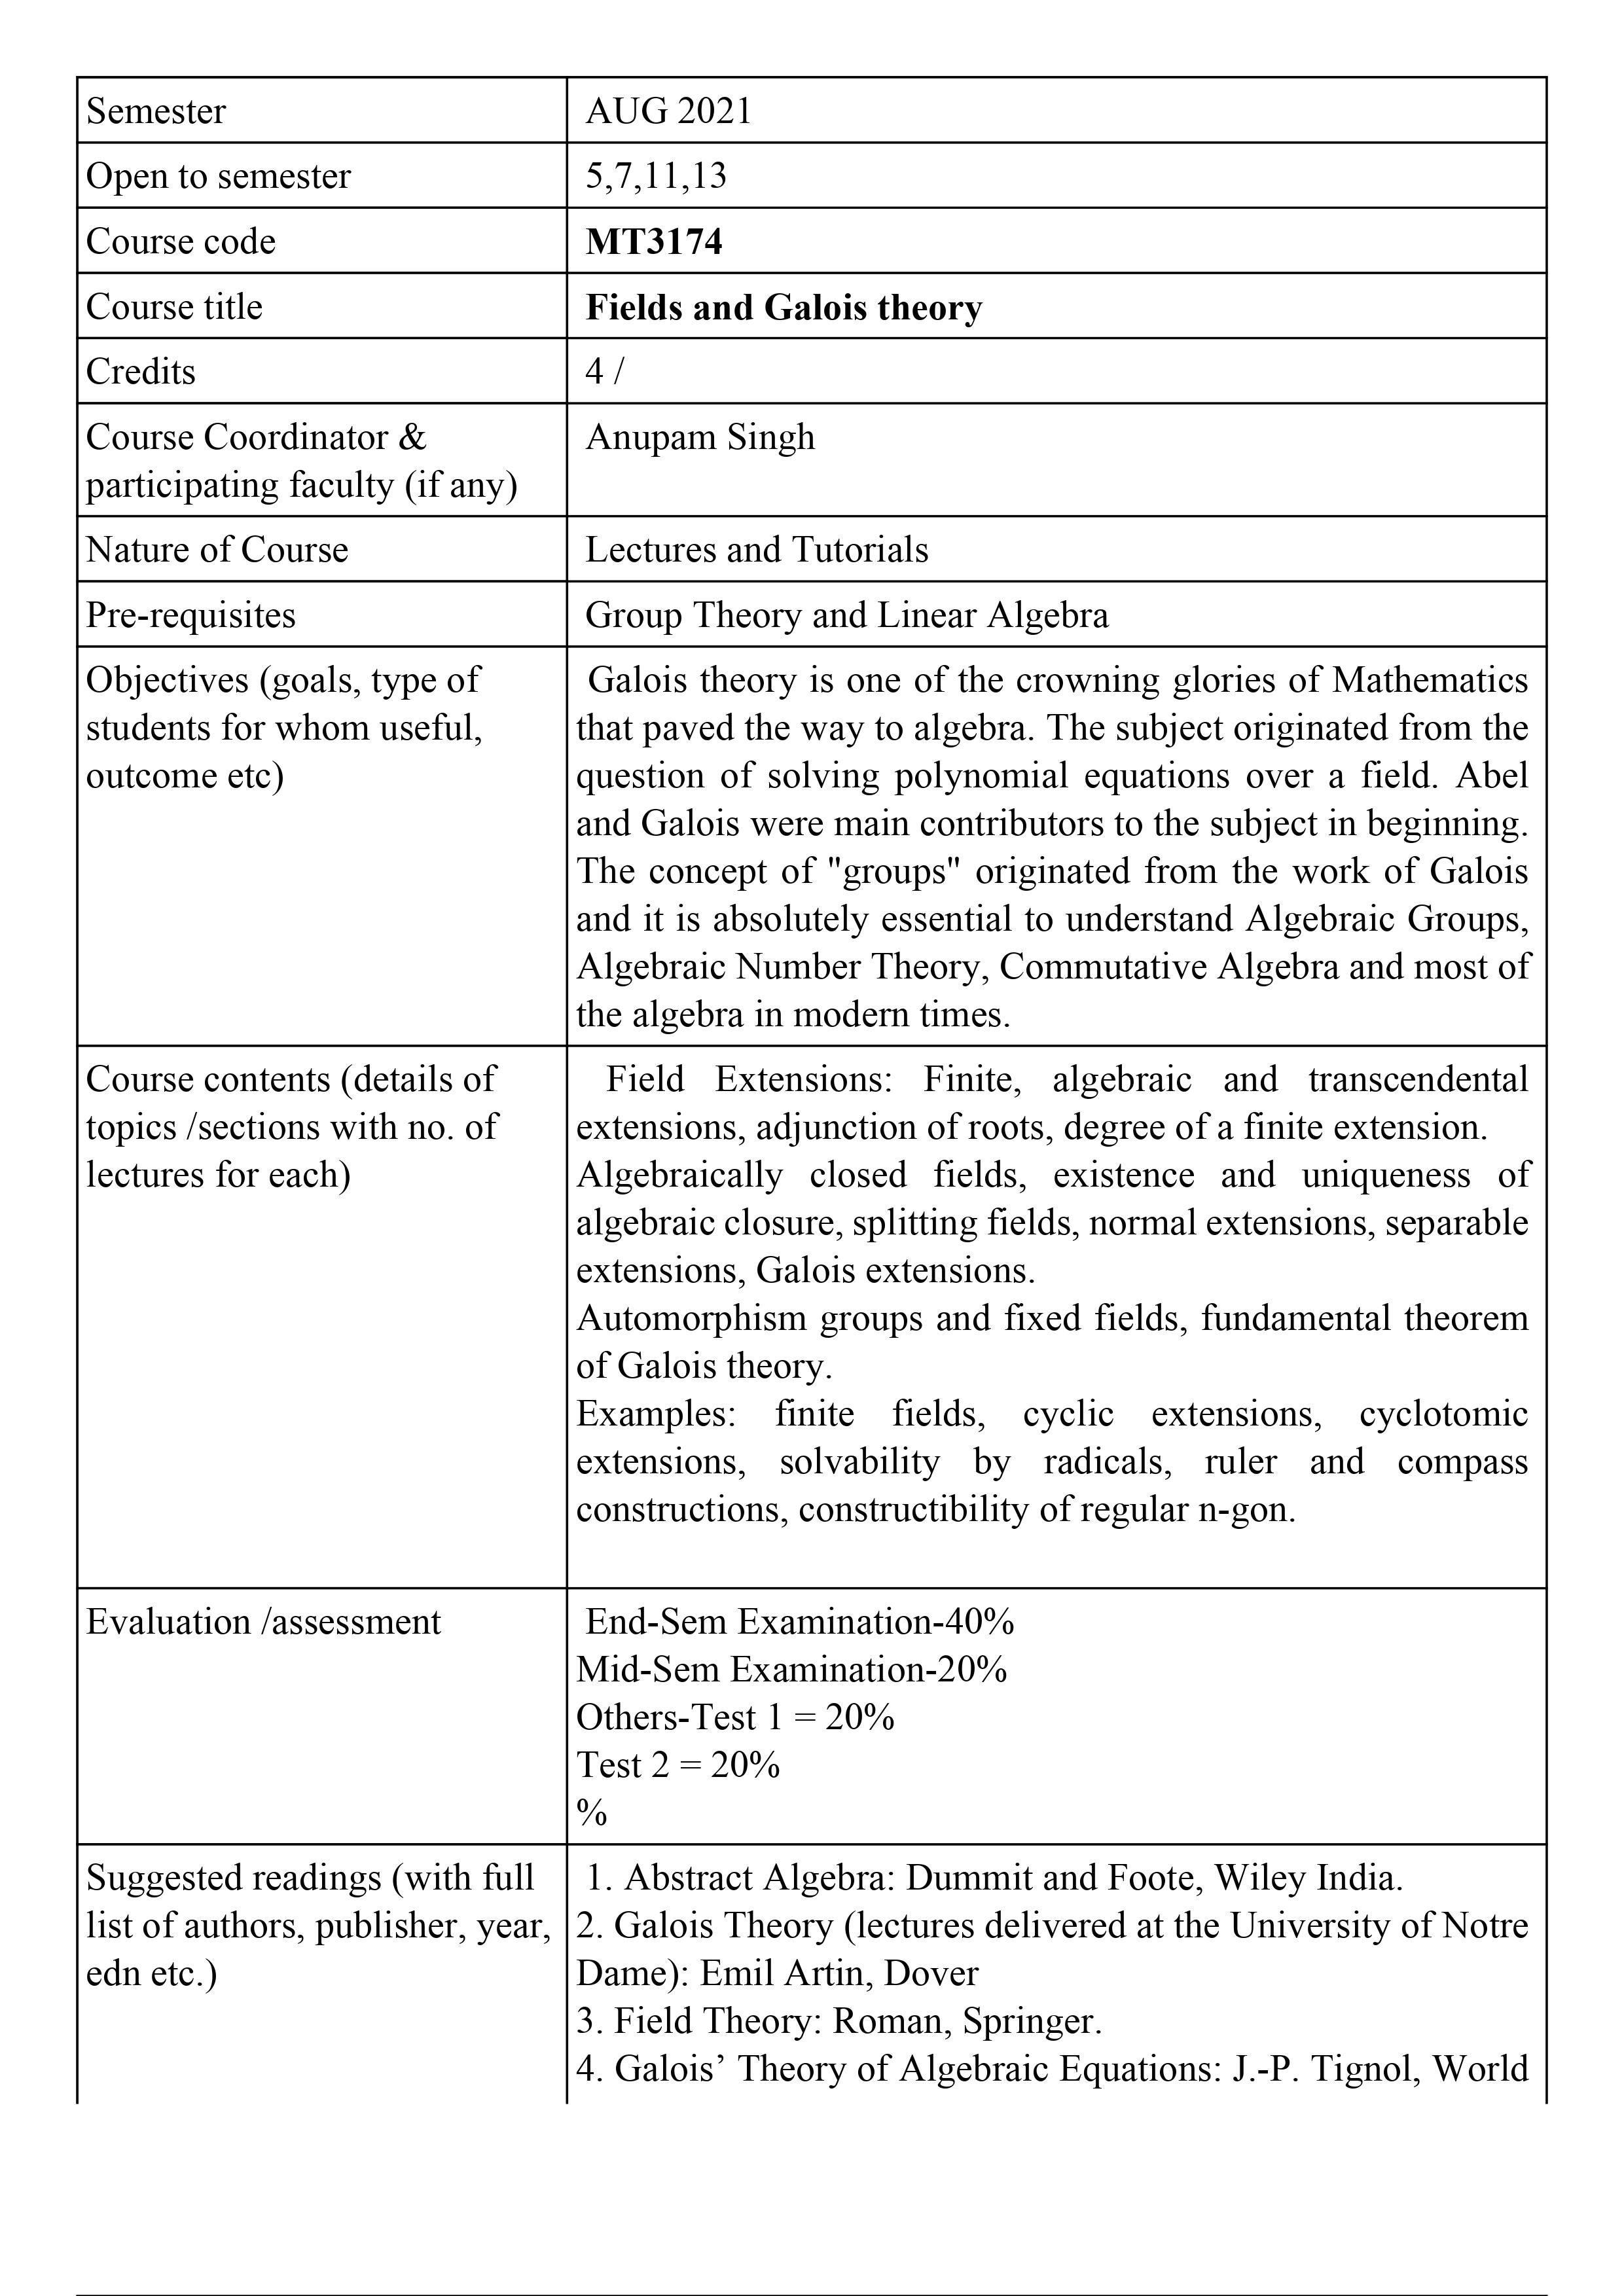 Semester
AUG 2021
Open to semester
5,7,11,13
Course code
MT3174
Course title
Fields and Galois theory
Credits
4 /
Course Coordinator &
participating faculty (if any)
Anupam Singh
Nature of Course
Lectures and Tutorials
Pre-requisites
Group Theory and Linear Algebra
Objectives (goals, type of
students for whom useful,
outcome etc)
Galois theory is one of the crowning glories of Mathematics
that paved the way to algebra. The subject originated from the
question of solving polynomial equations over a field. Abel
and Galois were main contributors to the subject in beginning.
The concept of "groups" originated from the work of Galois
and it is absolutely essential to understand Algebraic Groups,
Algebraic Number Theory, Commutative Algebra and most of
the algebra in modern times.
Course contents (details of
topics /sections with no. of
lectures for each)
Field Extensions: Finite, algebraic and transcendental
extensions, adjunction of roots, degree of a finite extension.
Algebraically closed fields, existence and uniqueness of
algebraic closure, splitting fields, normal extensions, separable
extensions, Galois extensions.
Automorphism groups and fixed fields, fundamental theorem
of Galois theory.
Examples: finite fields, cyclic extensions, cyclotomic
extensions, solvability by radicals, ruler and compass
constructions, constructibility of regular n-gon.
Evaluation /assessment
End-Sem Examination-40%
Mid-Sem Examination-20%
Others-Test 1 = 20%
Test 2 = 20%
%
Suggested readings (with full
list of authors, publisher, year,
edn etc.)
1. Abstract Algebra: Dummit and Foote, Wiley India.
2. Galois Theory (lectures delivered at the University of Notre
Dame): Emil Artin, Dover
3. Field Theory: Roman, Springer.
4. Galois’ Theory of Algebraic Equations: J.-P. Tignol, World